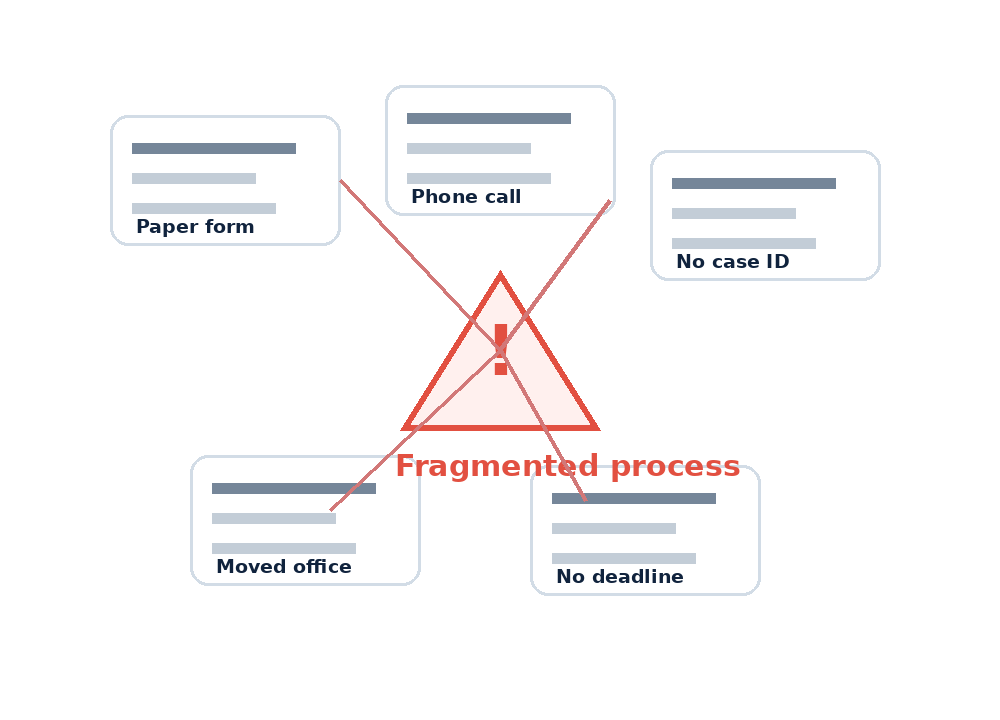 Paper form
Phone call
No case ID
!
Fragmented process
Moved office
No deadline